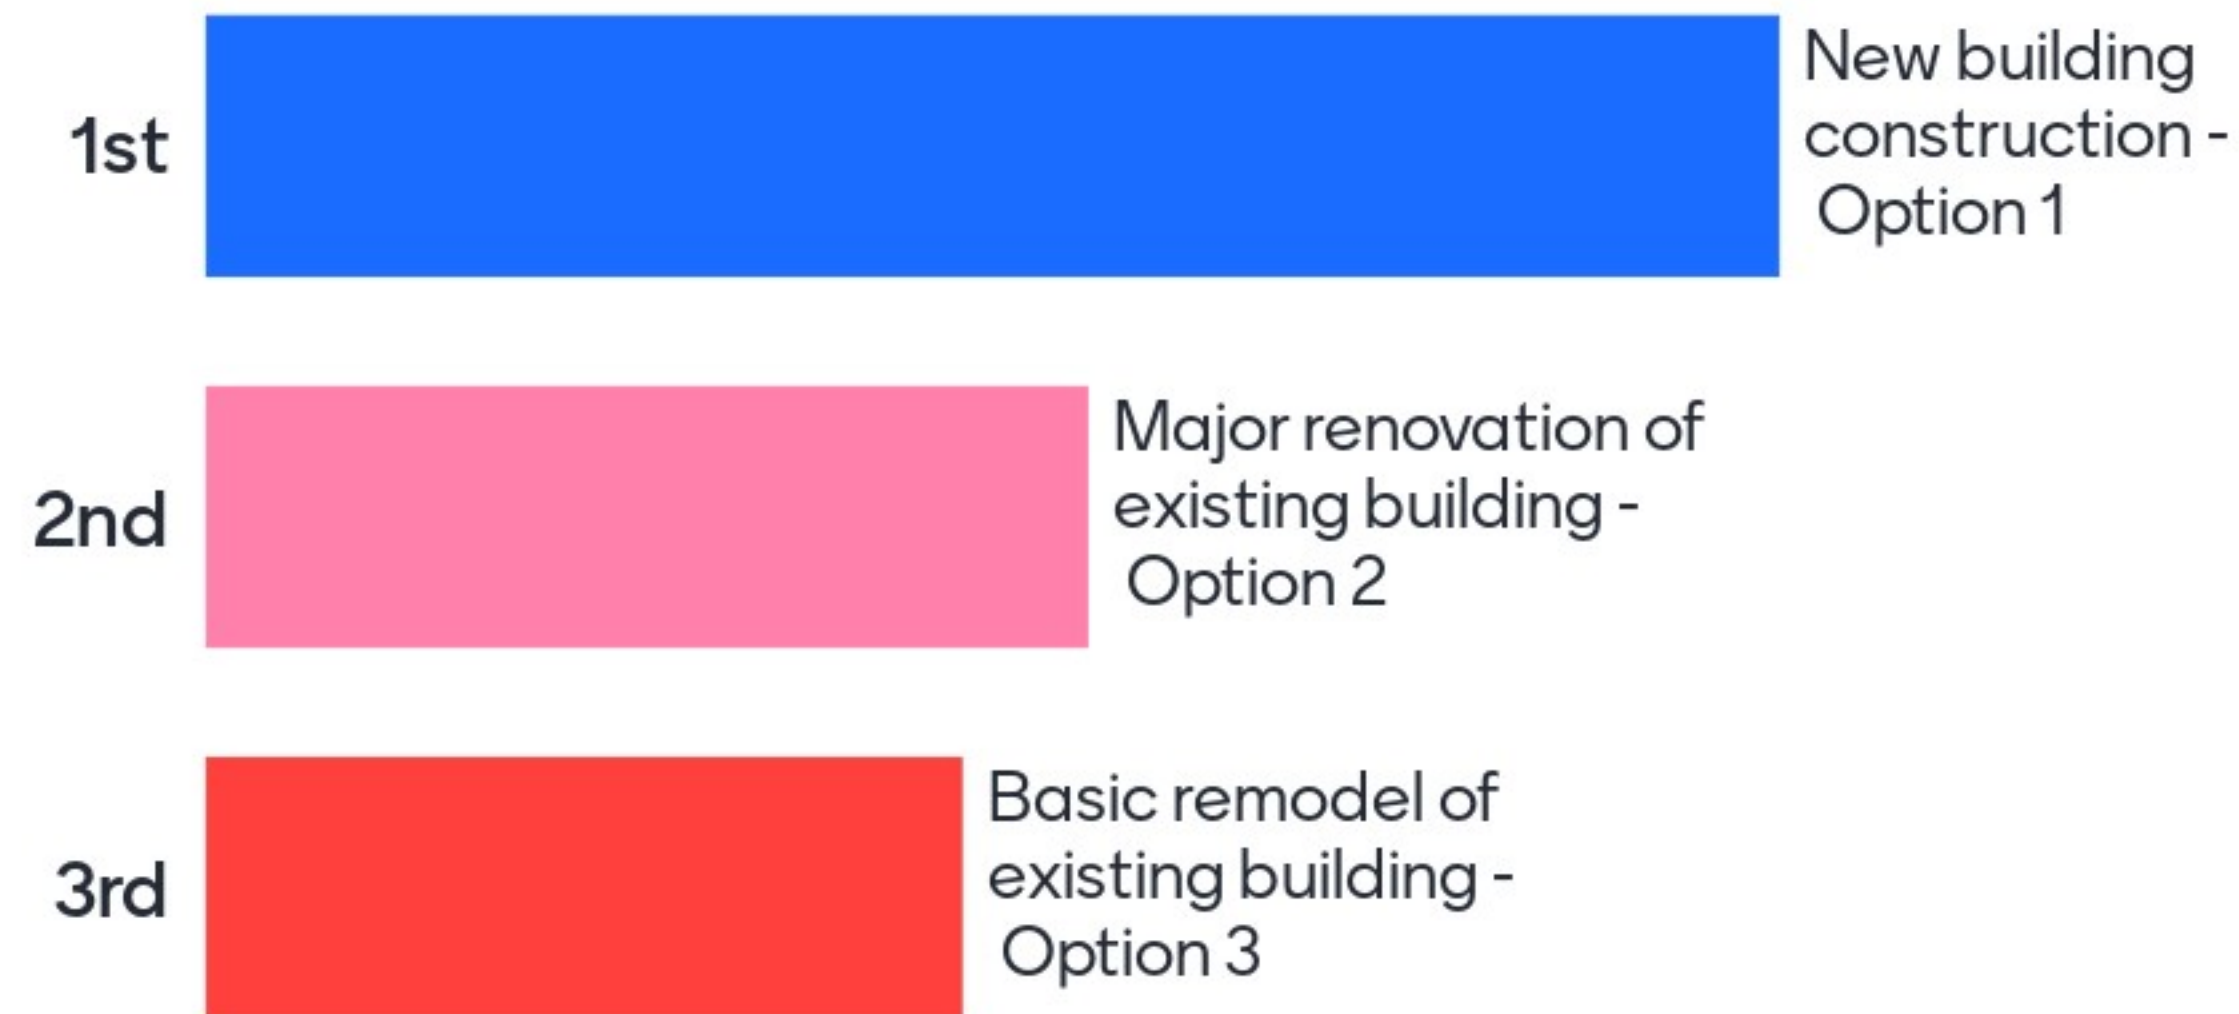 1st
New building
construction -
Option 1
2nd
Major renovation of
existing building -
Option 2
3rd
Basic remodel of
existing building -
Option 3